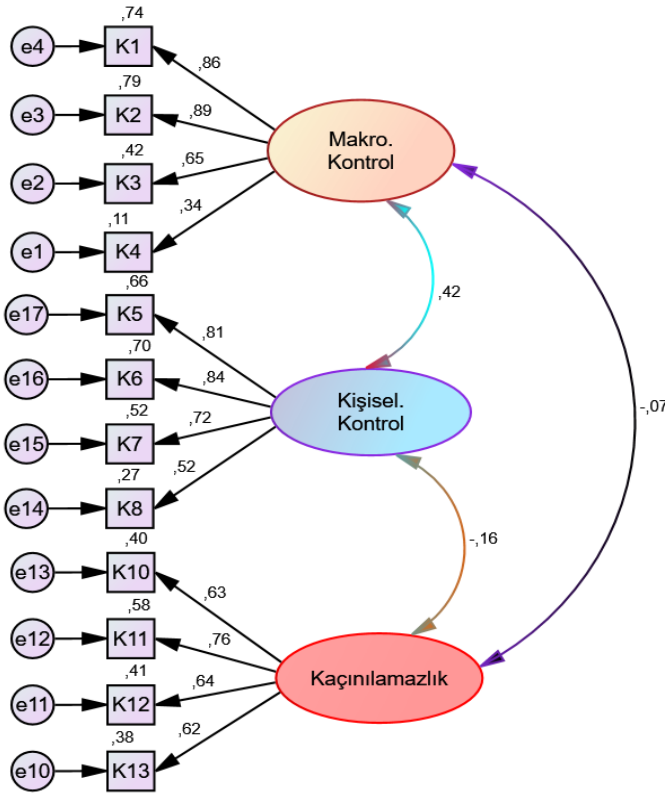 ,74
e4 K1
,86
,79
e3 K2
,89
,42
e2 K3
,65
,11
e1 K4
,34
Makro.
Kontrol
,66
e17 K5
,81
,70
e16 K6
,84
,52
e15 K7
,72
,27
e14 K8
,52
Kişisel.
Kontrol
,42
-,07
-,16
,40
e13 K10
,63
,58
e12 K11
,76
,41
e11 K12
,64
,38
e10 K13
,62
Kaçınılamazlık